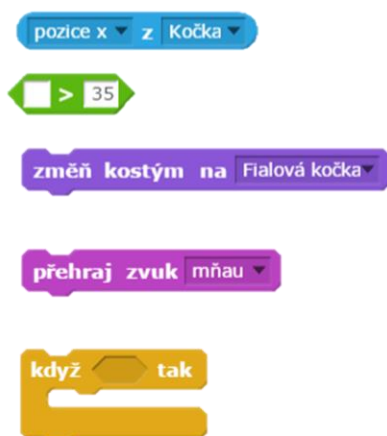 pozice x z Kočka
> 35
změň kostým na Fialová kočka
přehraj zvuk mňau
když tak